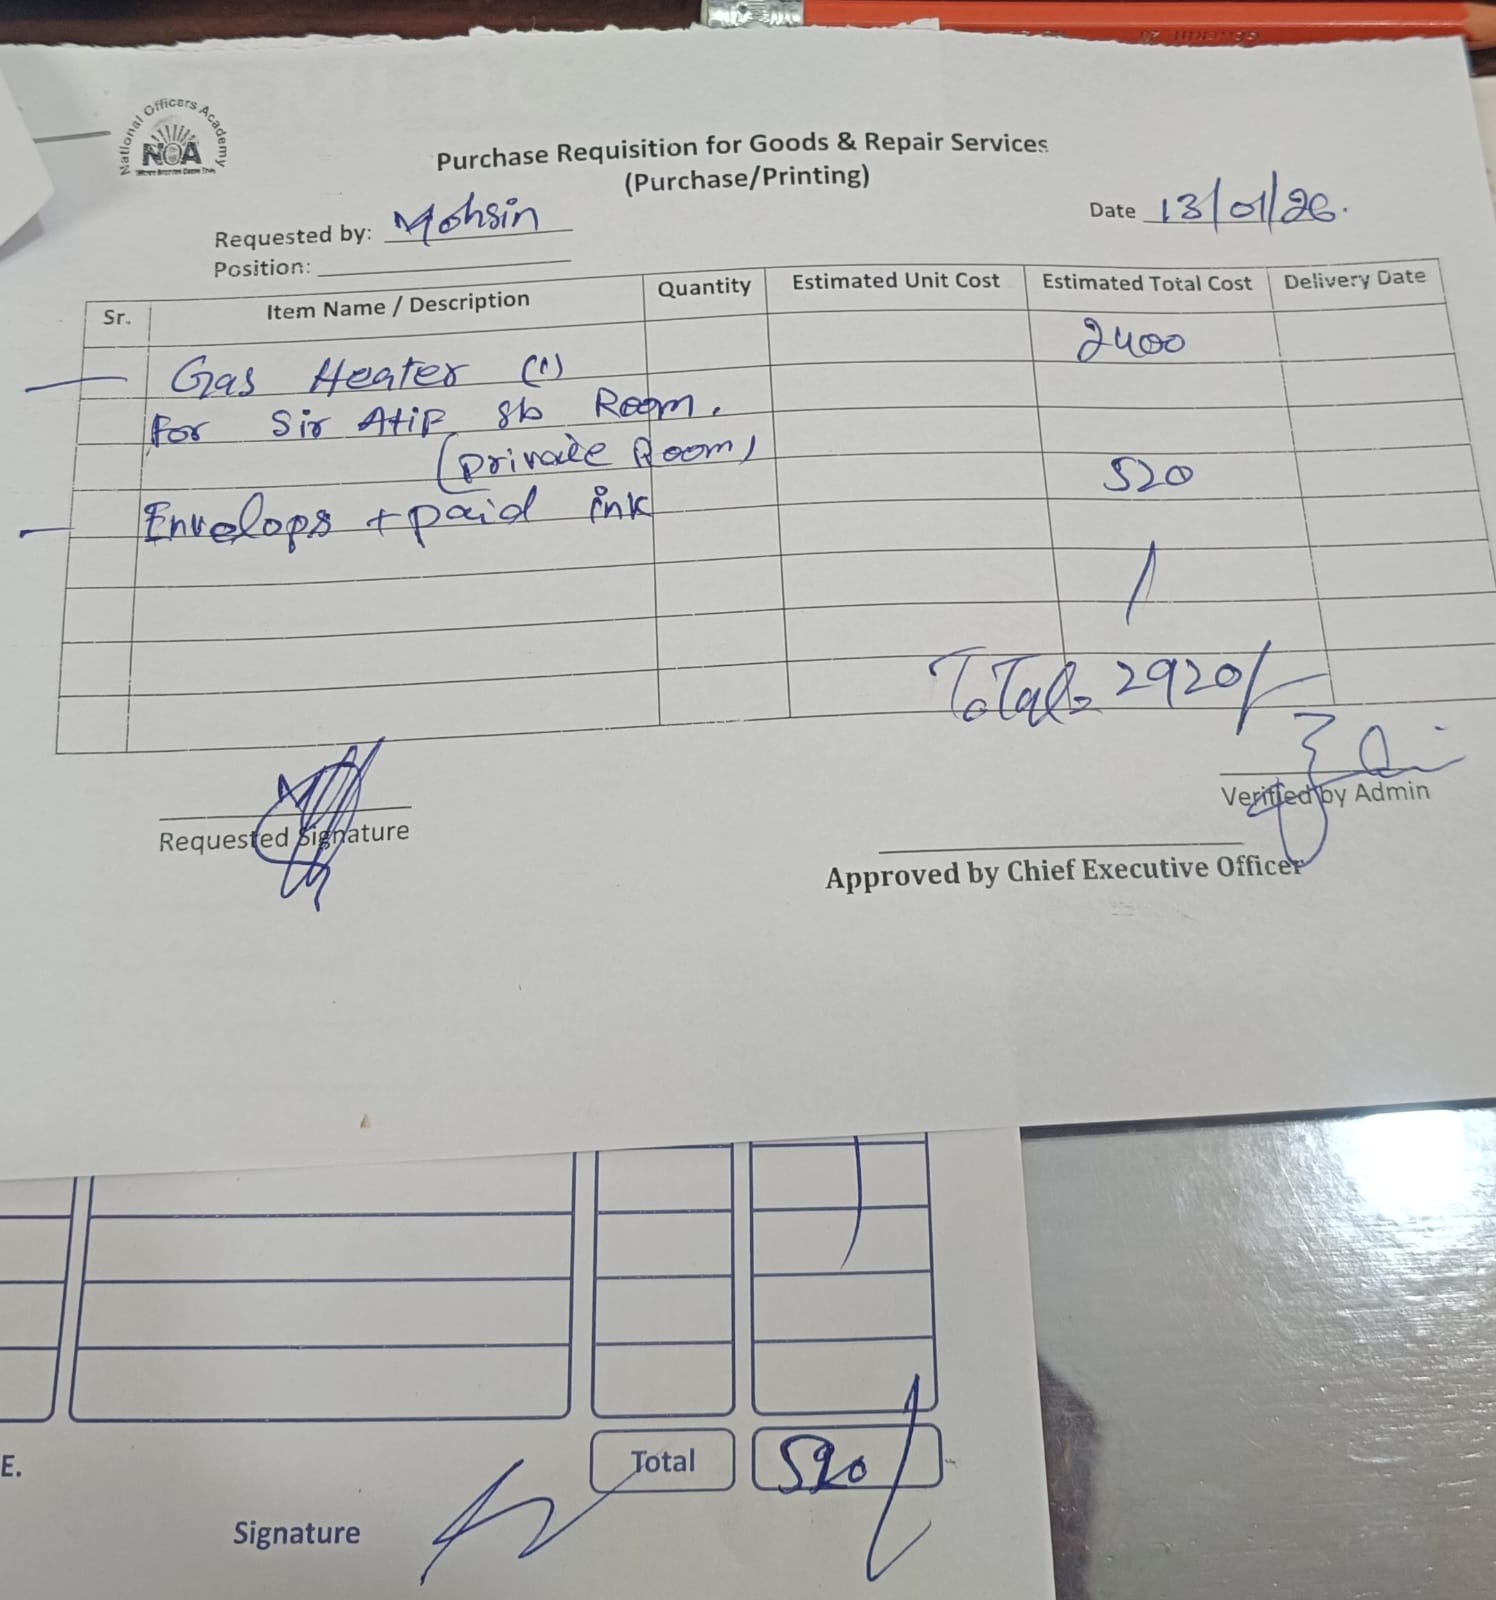 National Officers Academy
NOA
Purchase Requisition for Goods & Repair Services
(Purchase/Printing)
Requested by: Mohsin
Date 13/01/26.
Position:
Sr. Item Name / Description Quantity Estimated Unit Cost Estimated Total Cost Delivery Date
Gas Heater (1) 2400
For Sir Atif sb Room.
(private Room)
Envelops + paid ink 520
Total= 2920/-
Requested Signature
Verified by Admin
Approved by Chief Executive Officer
E.
Total 520
Signature